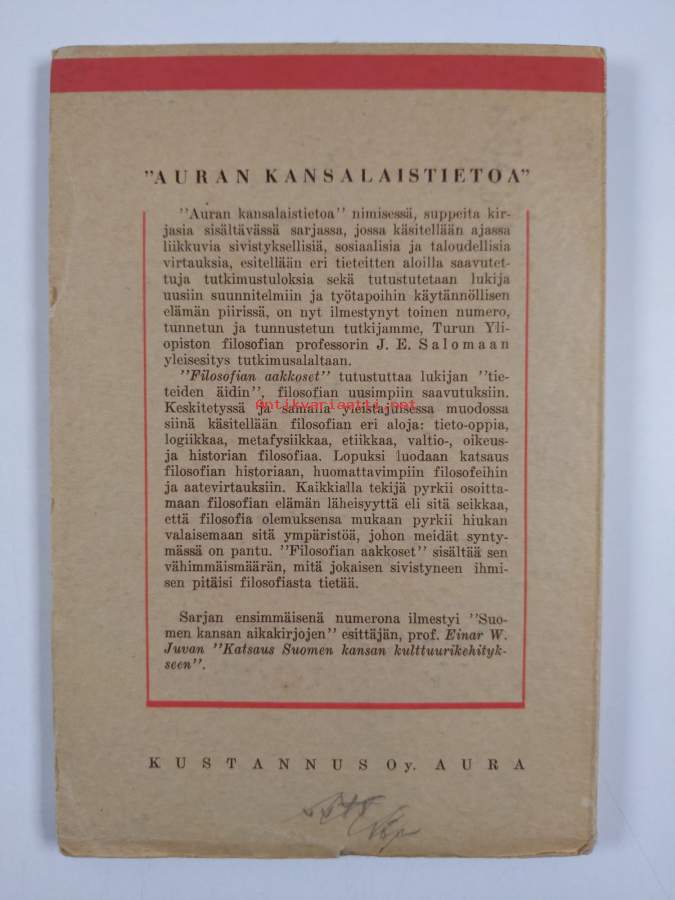 "AURAN KANSALAISTIETOA"
"Auran kansalaistietoa" nimisessä, suppeita kir-
jasia sisältävässä sarjassa, jossa käsitellään ajassa
liikkuvia sivistyksellisiä, sosiaalisia ja taloudellisia
virtauksia, esitellään eri tieteitten aloilla saavutet-
tuja tutkimustuloksia sekä tutustutetaan lukija
uusiin suunnitelmiin ja työtapoihin käytännöllisen
elämän piirissä, on nyt ilmestynyt toinen numero,
tunnetun ja tunnustetun tutkijamme, Turun Yli-
opiston filosofian professorin J. E. Salomaan
yleisesitys tutkimusalaltaan.
"Filosofian aakkoset" tutustuttaa lukijan "tie-
teiden äidin", filosofian uusimpiin saavutuksiin.
antikvariaatti.net
Keskitetyssä ja samalla yleistajuisessa muodossa
siinä käsitellään filosofian eri aloja: tieto-oppia,
logiikkaa, metafysiikkaa, etiikkaa, valtio-, oikeus-
ja historian filosofiaa. Lopuksi luodaan katsaus
filosofian historiaan, huomattavimpiin filosofeihin
ja aatevirtauksiin. Kaikkialla tekijä pyrkii osoitta-
maan filosofian elämän läheisyyttä eli sitä seikkaa,
että filosofia olemuksensa mukaan pyrkii hiukan
valaisemaan sitä ympäristöä, johon meidät synty-
mässä on pantu. "Filosofian aakkoset" sisältää sen
vähimmäismäärän, mitä jokaisen sivistyneen ihmi-
sen pitäisi filosofiasta tietää.
Sarjan ensimmäisenä numerona ilmestyi "Suo-
men kansan aikakirjojen" esittäjän, prof. Einar W.
Juvan "Katsaus Suomen kansan kulttuurikehityk-
seen".
KUSTANNUS Oy. AURA